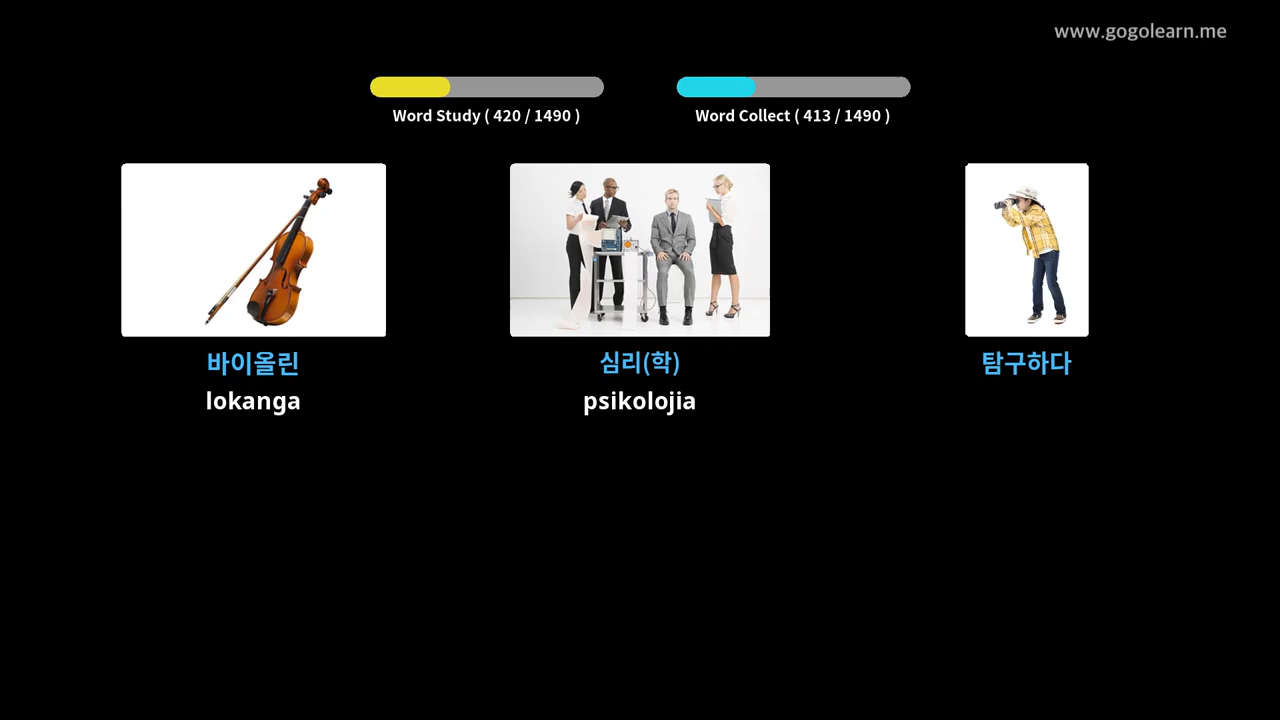 www.gogolearn.me
Word Study ( 420 / 1490 )
Word Collect ( 413 / 1490 )
바이올린
lokanga
심리(학)
psikolojia
탐구하다